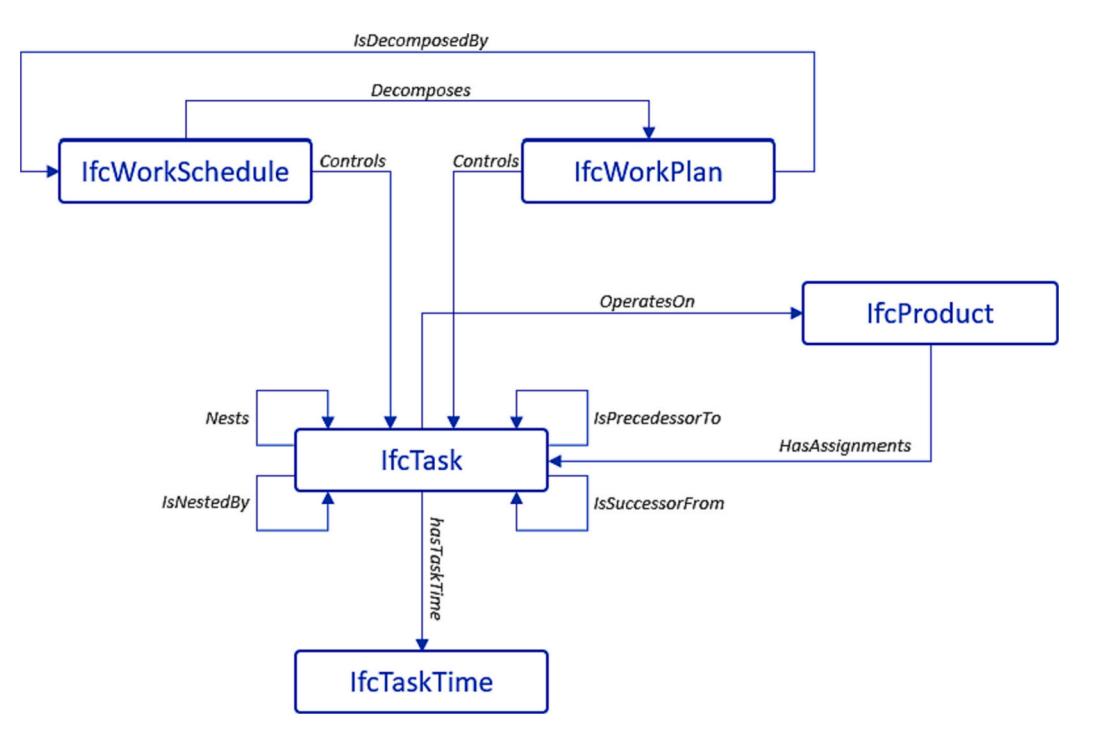 IsDecomposedBy
Decomposes
IfcWorkSchedule
Controls
Controls
IfcWorkPlan
OperatesOn
IfcProduct
Nests
IsPrecedessorTo
HasAssignments
IfcTask
IsNestedBy
IsSuccessorFrom
hasTaskTime
IfcTaskTime